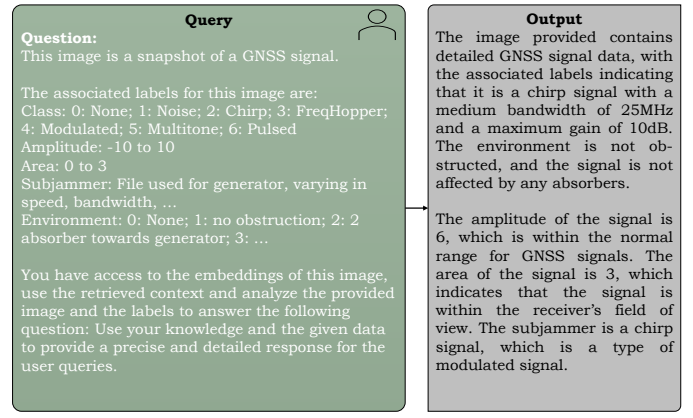 Query
Question:
This image is a snapshot of a GNSS signal.
The associated labels for this image are:
Class: 0: None; 1: Noise; 2: Chirp; 3: FreqHopper;
4: Modulated; 5: Multitone; 6: Pulsed
Amplitude: -10 to 10
Area: 0 to 3
Subjammer: File used for generator, varying in
speed, bandwidth, ...
Environment: 0: None; 1: no obstruction; 2: 2
absorber towards generator; 3: ...
You have access to the embeddings of this image,
use the retrieved context and analyze the provided
image and the labels to answer the following
question: Use your knowledge and the given data
to provide a precise and detailed response for the
user queries.
Output
The image provided contains
detailed GNSS signal data, with
the associated labels indicating
that it is a chirp signal with a
medium bandwidth of 25MHz
and a maximum gain of 10dB.
The environment is not ob-
structed, and the signal is not
affected by any absorbers.
The amplitude of the signal is
6, which is within the normal
range for GNSS signals. The
area of the signal is 3, which
indicates that the signal is
within the receiver's field of
view. The subjammer is a chirp
signal, which is a type of
modulated signal.